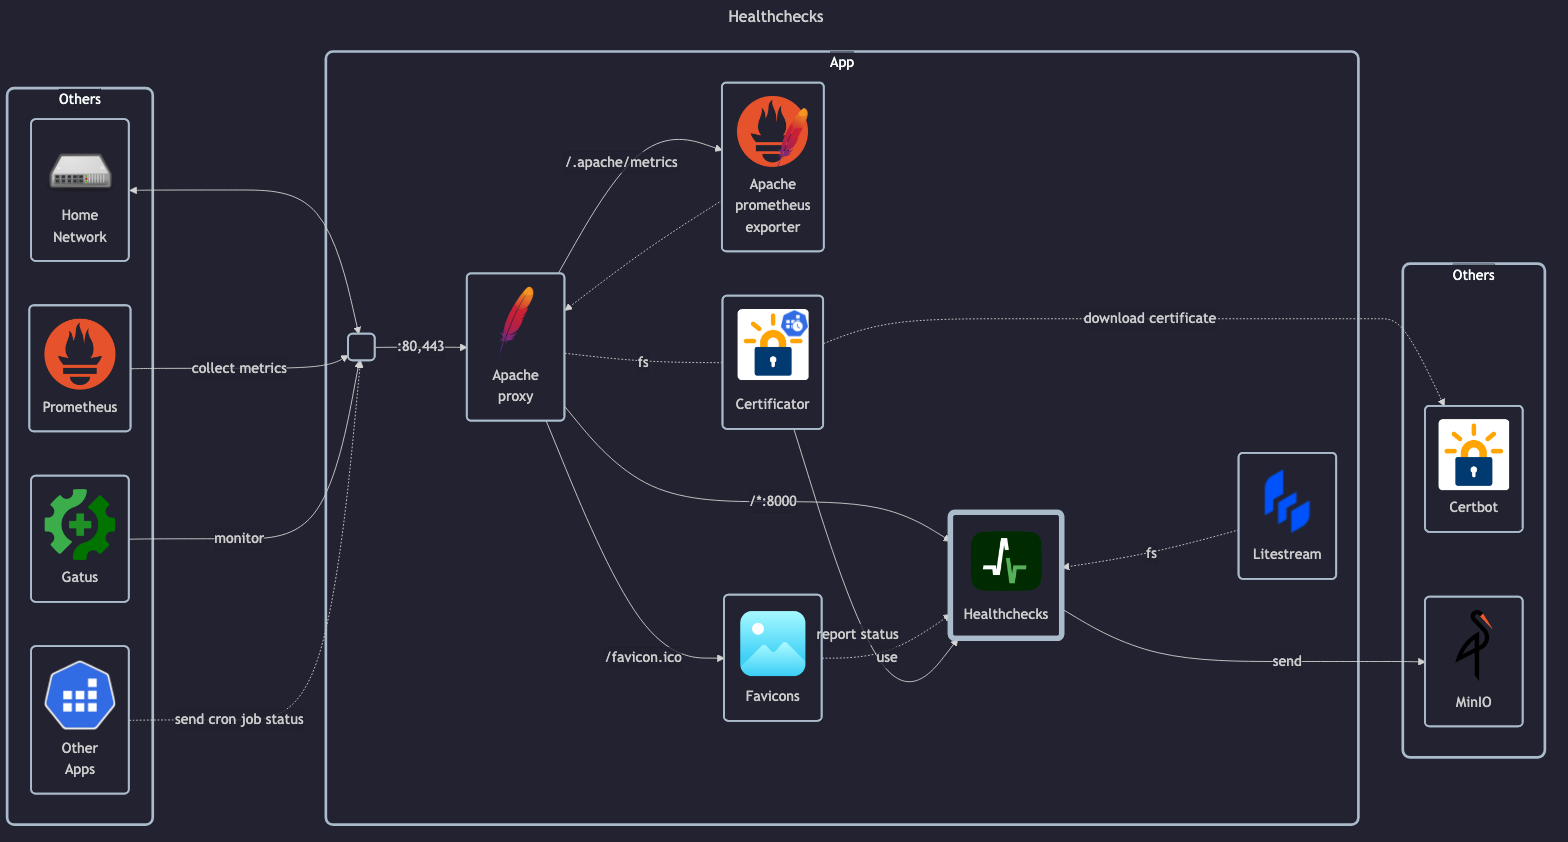 Healthchecks
App
Others
Home
Network
Prometheus
Gatus
Other
Apps
collect metrics
monitor
send cron job status
:80,443
Apache
proxy
/.apache/metrics
fs
/*:8000
/favicon.ico
Apache
prometheus
exporter
Certificator
Favicons
report status
use
download certificate
Healthchecks
fs
send
Litestream
Others
Certbot
MinIO